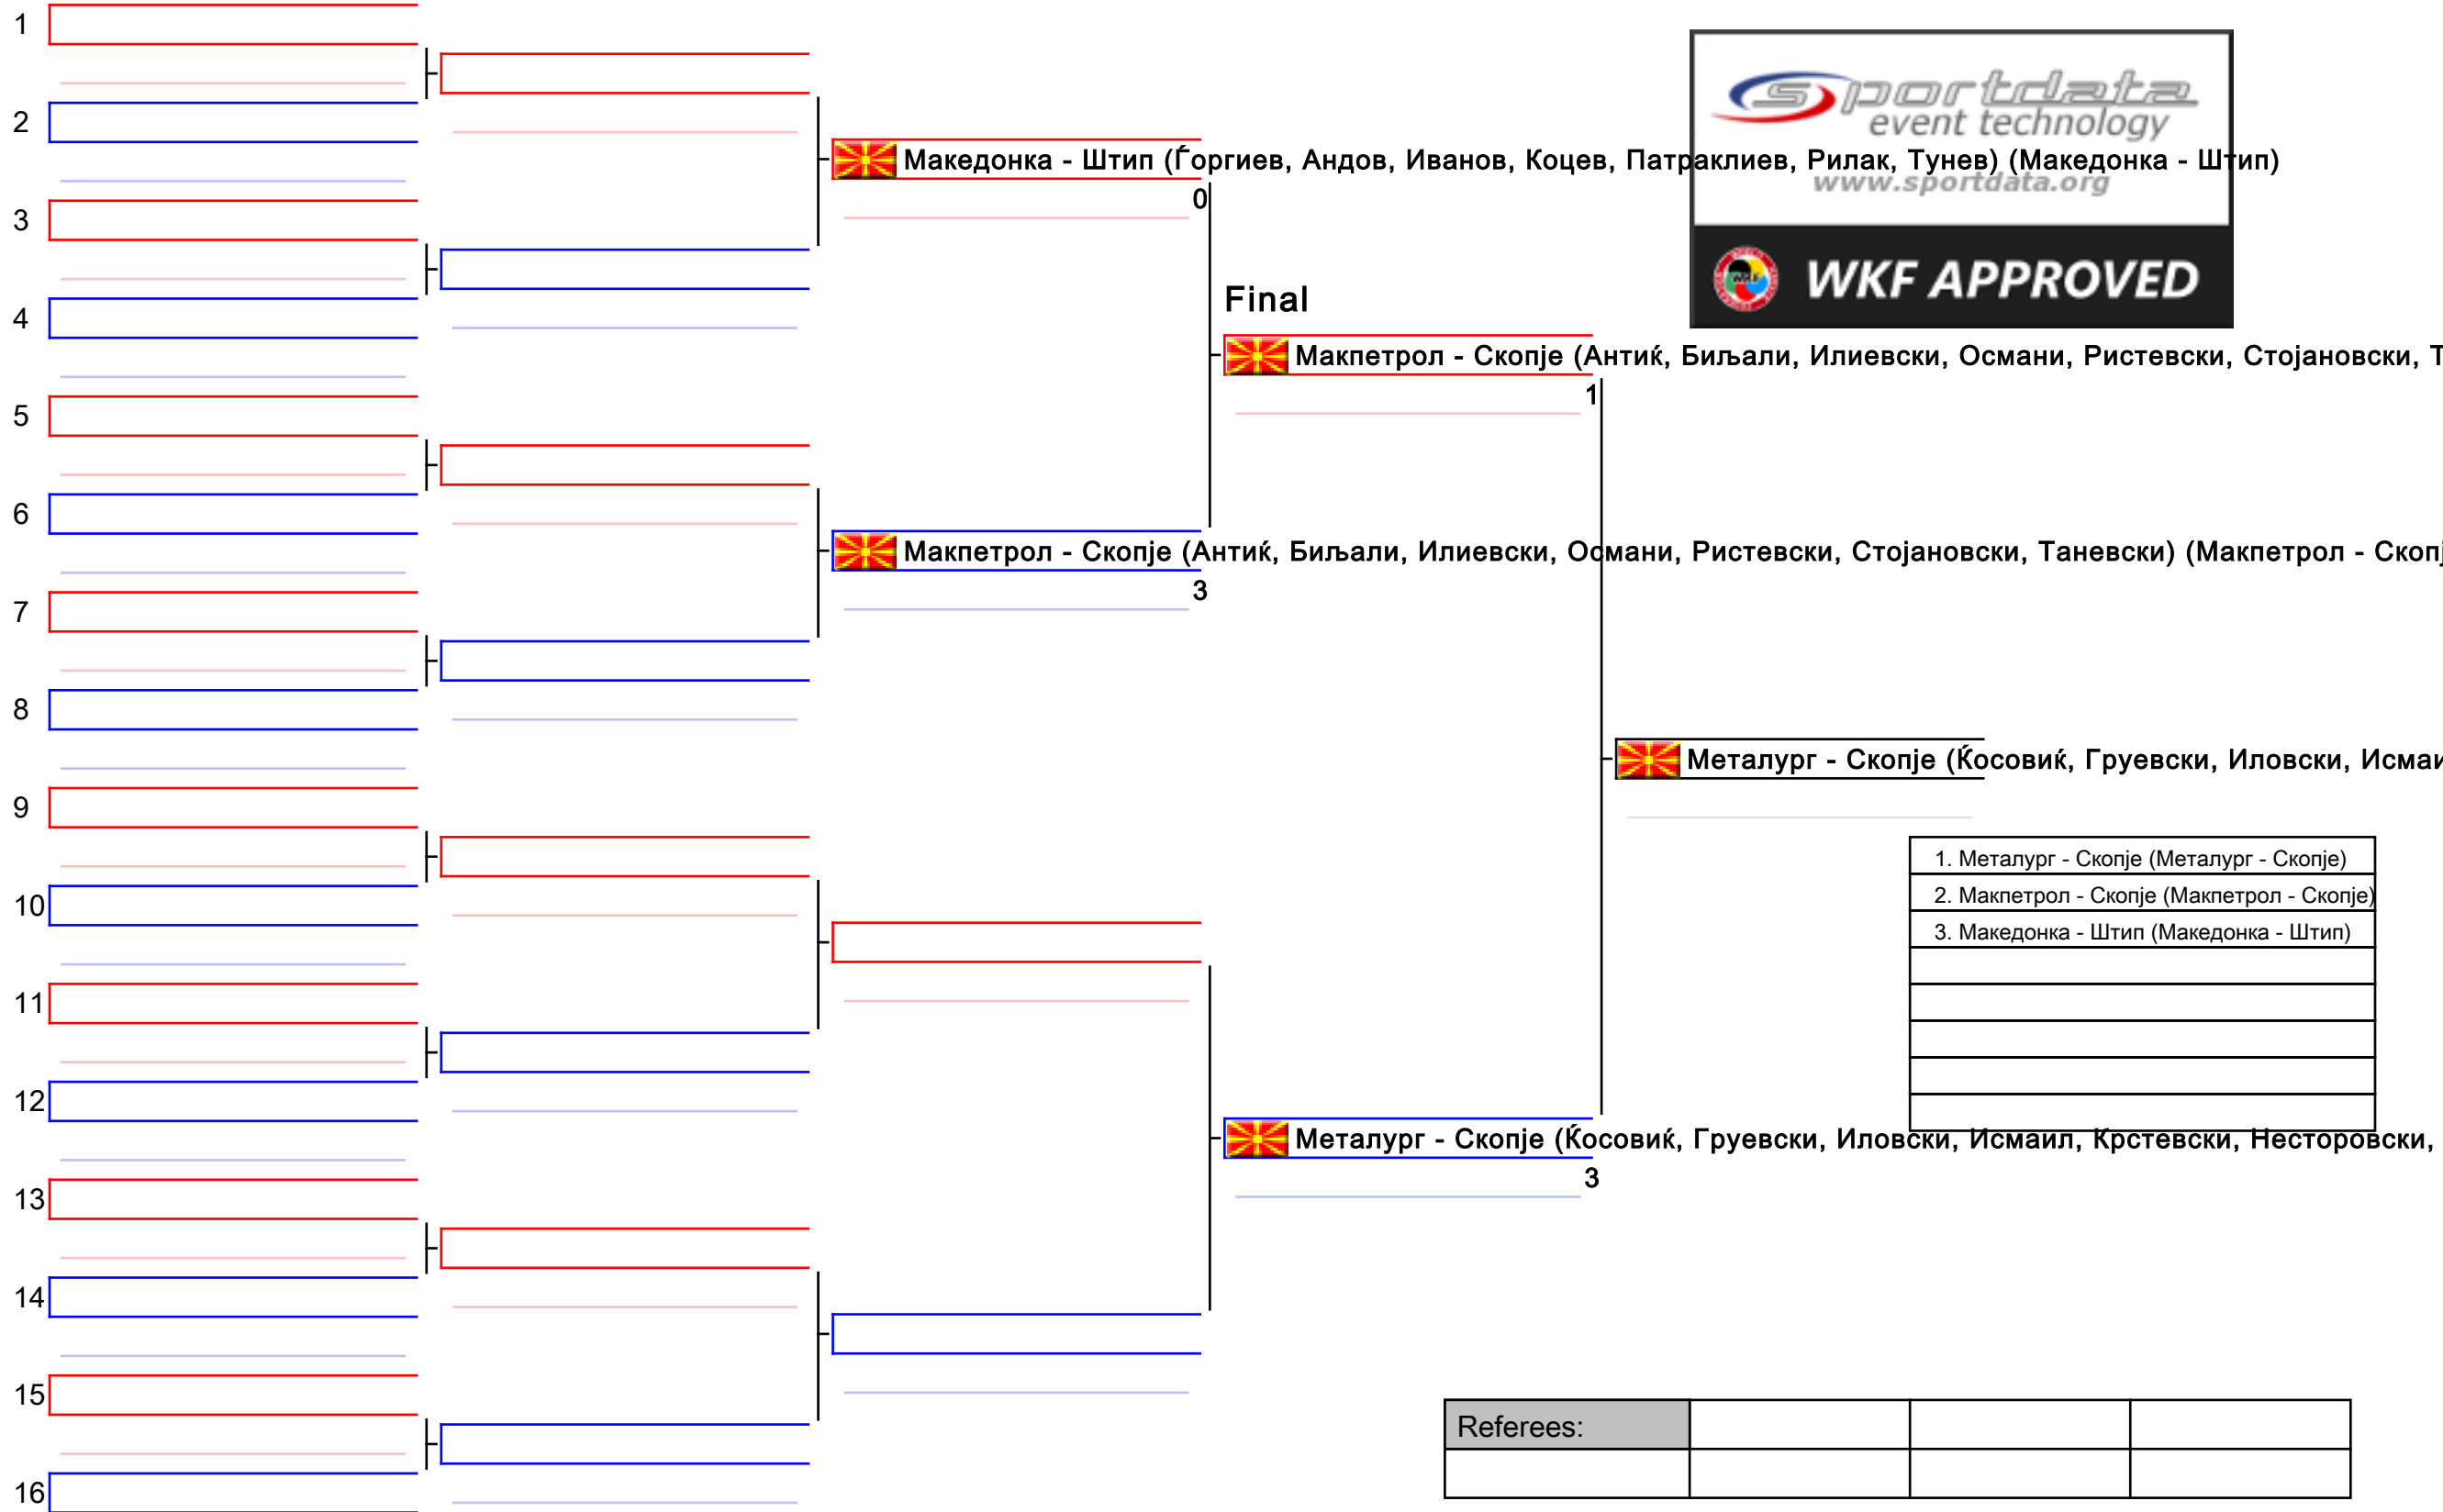 1
2
3
4
5
6
7
8
9
10
11
12
13
14
15
16
Македонка - Штип (Ѓоргиев, Андов, Иванов, Коцев, Патраклиев, Рилак, Тунев) (Македонка - Штип)
0
Макпетрол - Скопје (Антиќ, Биљали, Илиевски, Османи, Ристевски, Стојановски, Таневски) (Макпетрол -
3
Final
Макпетрол - Скопје (Антиќ, Биљали, Илиевски, Османи, Ристевски, Стојановски,
1
Металург - Скопје (Ќосовиќ, Груевски, Иловски, Исмаил, Крстевски, Несторовски,
3
Металург - Скопје (Ќосовиќ, Груевски, Иловски,
sportdata
event technology
www.sportdata.org
WKF
WKF APPROVED
1. Металург - Скопје (Металург - Скопје)
2. Макпетрол - Скопје (Макпетрол - Скопје)
3. Македонка - Штип (Македонка - Штип)
Referees: